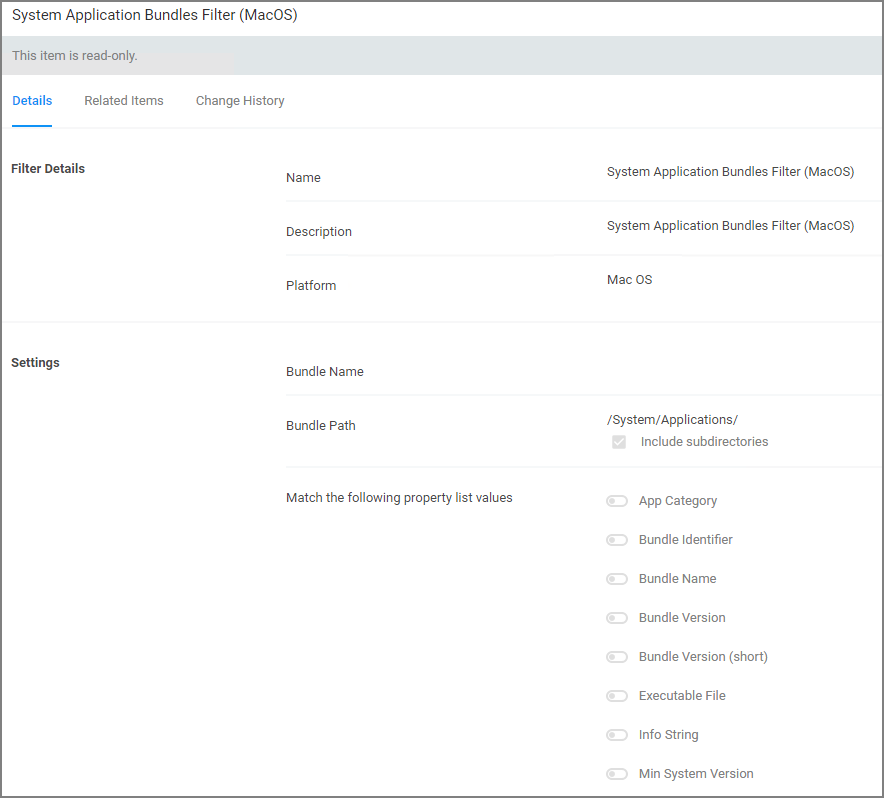 System Application Bundles Filter (MacOS)
This item is read-only.
Details Related Items Change History
Filter Details
Name System Application Bundles Filter (MacOS)
Description System Application Bundles Filter (MacOS)
Platform Mac OS
Settings
Bundle Name
Bundle Path /System/Applications/
Include subdirectories
Match the following property list values App Category
Bundle Identifier
Bundle Name
Bundle Version
Bundle Version (short)
Executable File
Info String
Min System Version